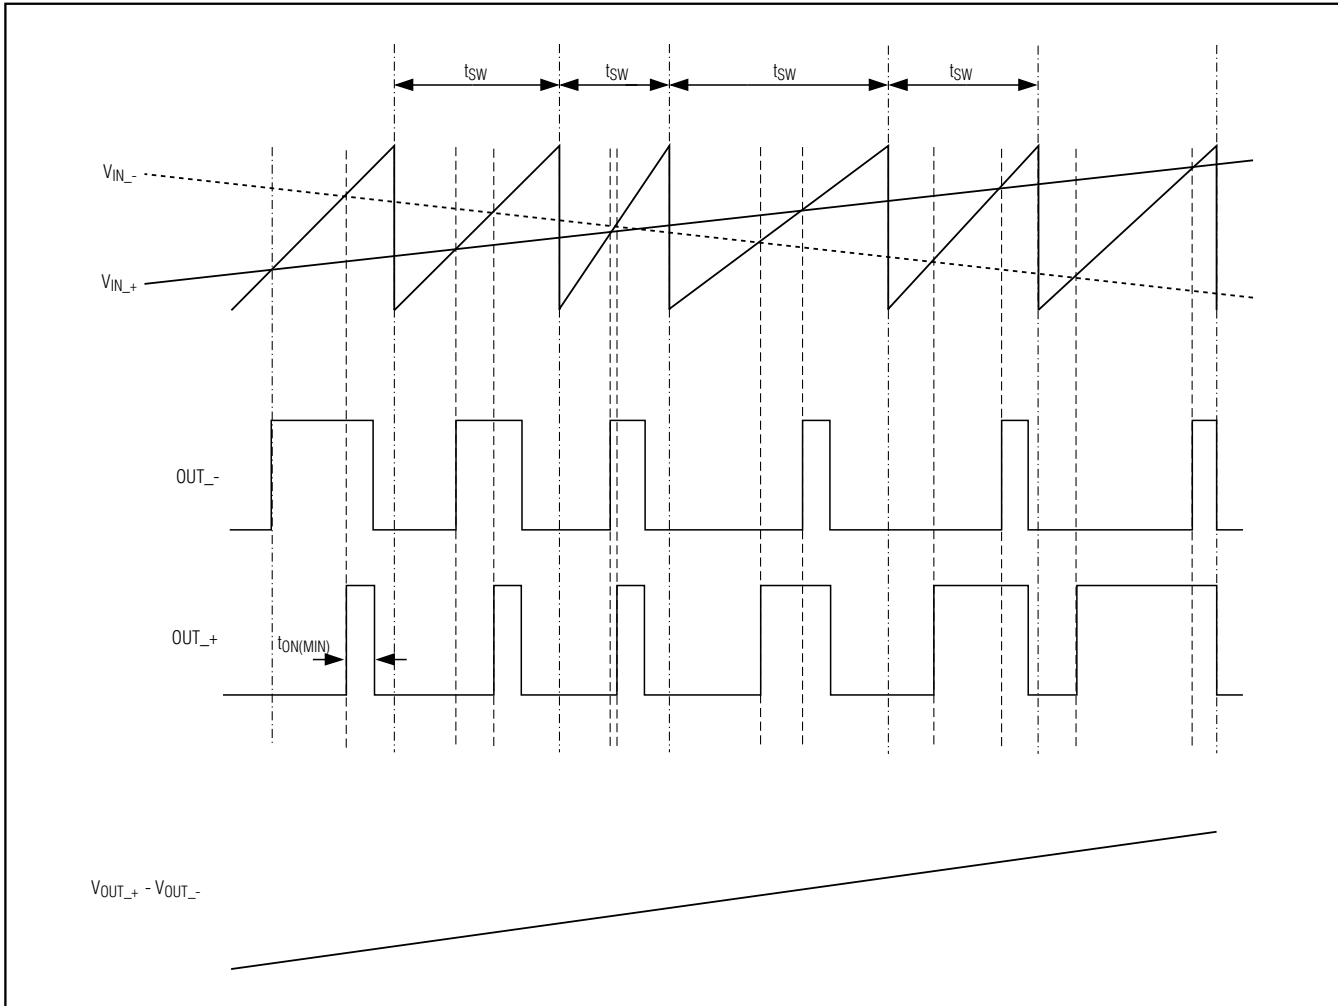 tSW tSW tSW tSW
VIN_-
VIN_+
OUT_-
OUT_+
tON(MIN)
VOUT_+ - VOUT_-